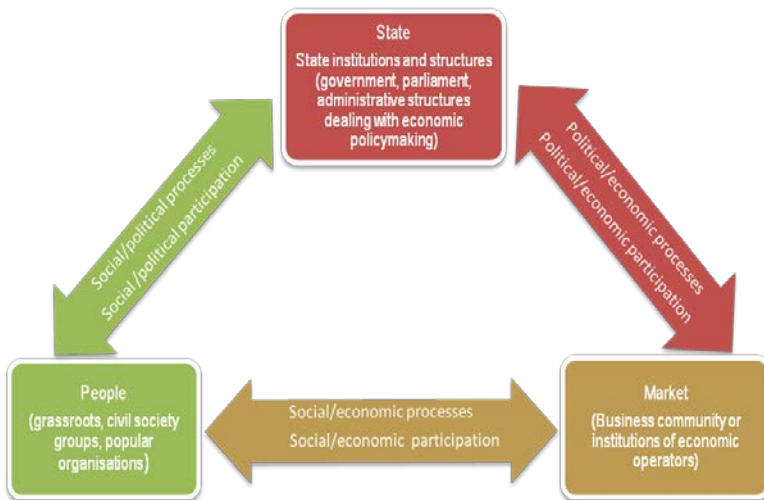 State
State institutions and structures
(government, parliament,
administrative structures
dealing with economic
policymaking)
Social/political processes
Social /political participation
Political/economic processes
Political/economic participation
People
(grassroots, civil society
groups, popular
organisations)
Social/economic processes
Social/economic participation
Market
(Business community or
institutions of economic
operators)